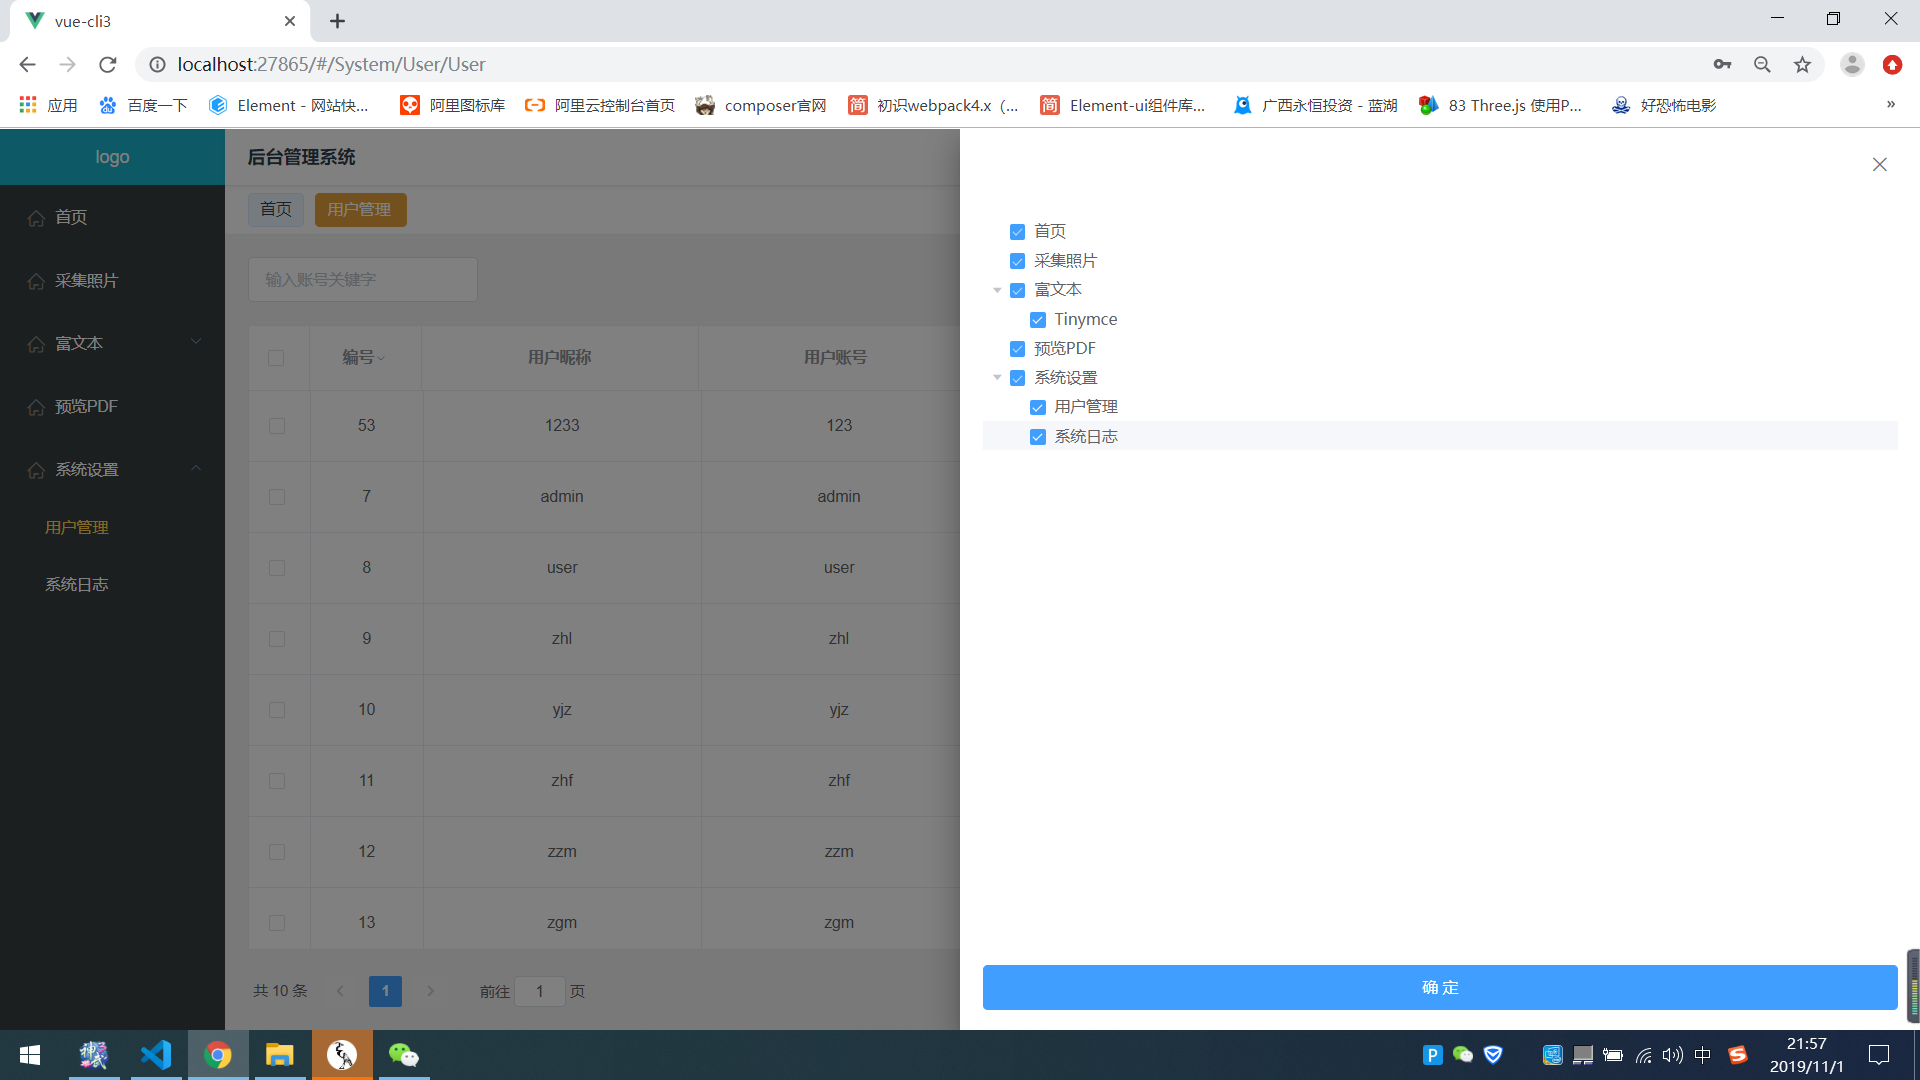 vue-cli3
localhost:27865/#/System/User/User
应用
百度一下
Element - 网站快...
阿里图标库
阿里云控制台首页
composer官网
简
初识webpack4.x（...
简
Element-ui组件库...
广西永恒投资 - 蓝湖
83 Three.js 使用P...
好恐怖电影
»
logo
后台管理系统
首页
采集照片
富文本
预览PDF
系统设置
用户管理
系统日志
首页
用户管理
输入账号关键字
编号 用户昵称 用户账号
53 1233 123
7 admin admin
8 user user
9 zhl zhl
10 yjz yjz
11 zhf zhf
12 zzm zzm
13 zgm zgm
共 10 条
1
前往 1 页
首页
采集照片
富文本
Tinymce
预览PDF
系统设置
用户管理
系统日志
确 定
神武
P
中
S
21:57
2019/11/1